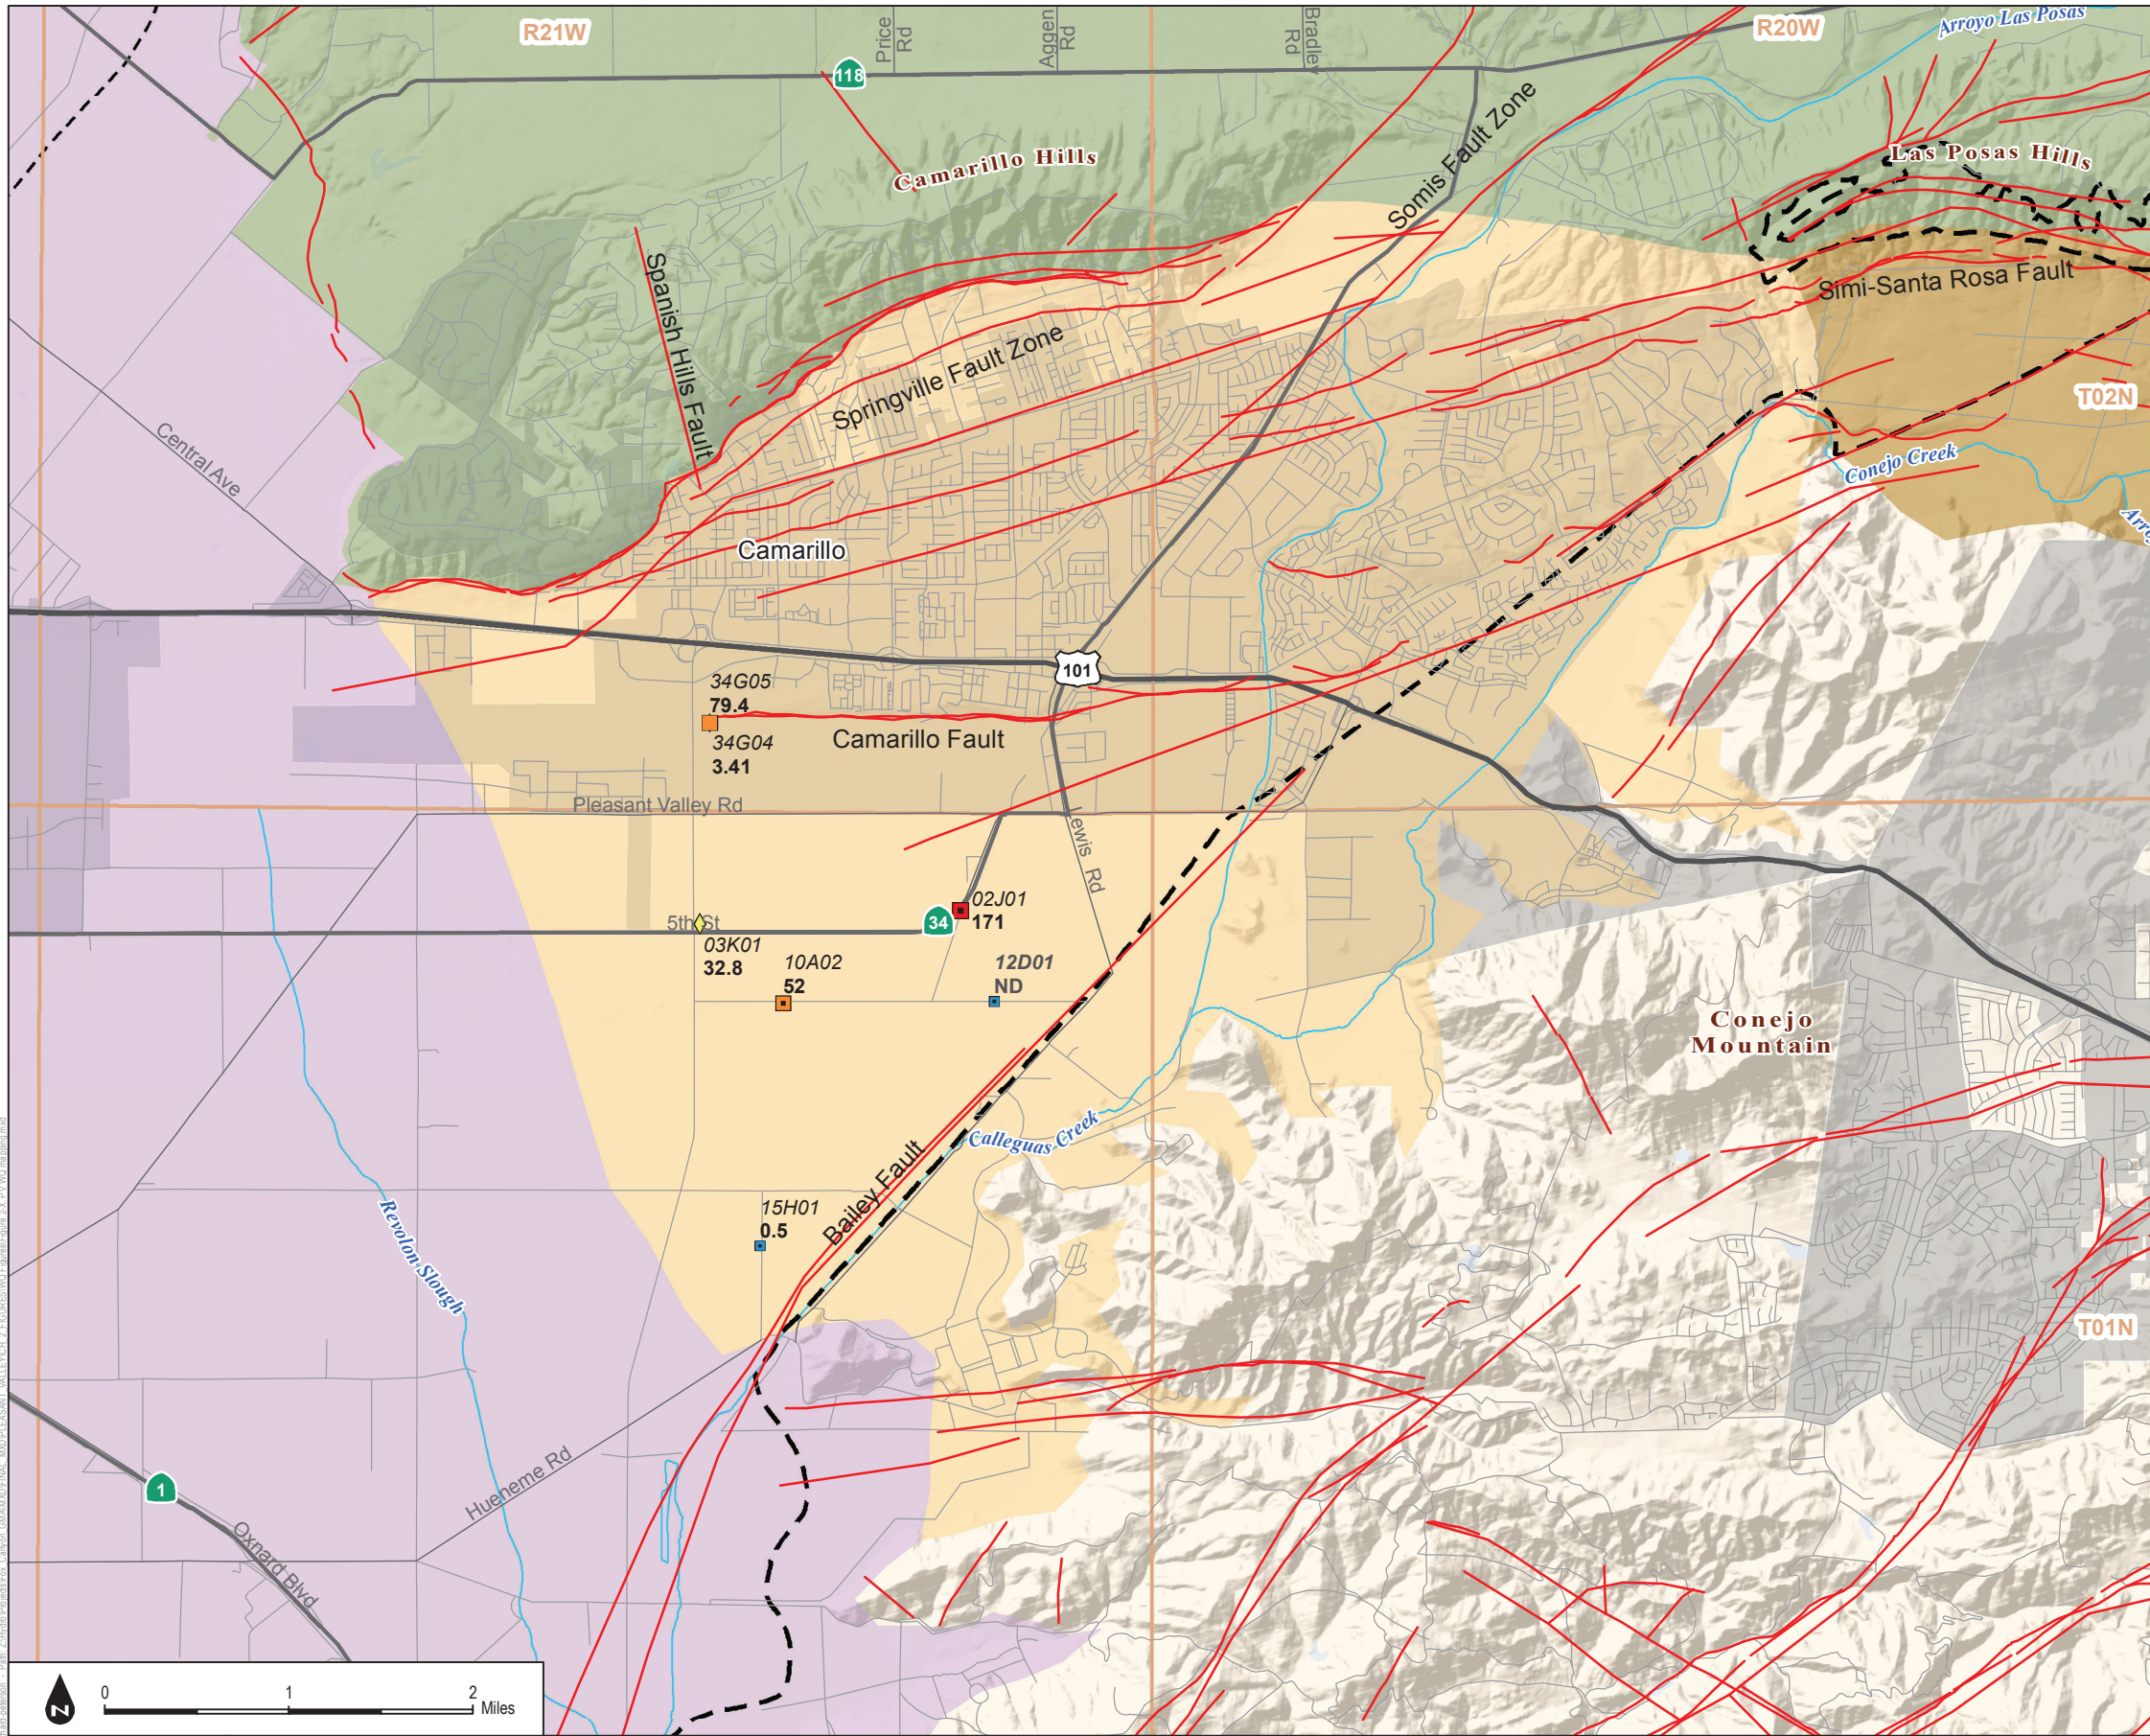 R21W
Price Rd
Aggen Rd
Bradley Rd
R20W
Arroyo Las Posas
118
Camarillo Hills
Somis Fault Zone
Las Posas Hills
Spanish Hills Fault
Simi-Santa Rosa Fault
Springville Fault Zone
T02N
Central Ave
Conejo Creek
Camarillo
101
34G05
79.4
34G04
3.41
Camarillo Fault
Pleasant Valley Rd
Lewis Rd
02J01
171
34
5th St
03K01
32.8
10A02
52
12D01
ND
Conejo
Mountain
Calleguas Creek
Bailey Fault
15H01
0.5
Revolon Slough
T01N
Hueneme Rd
1
Oxnard Blvd
N
0 1 2
Miles